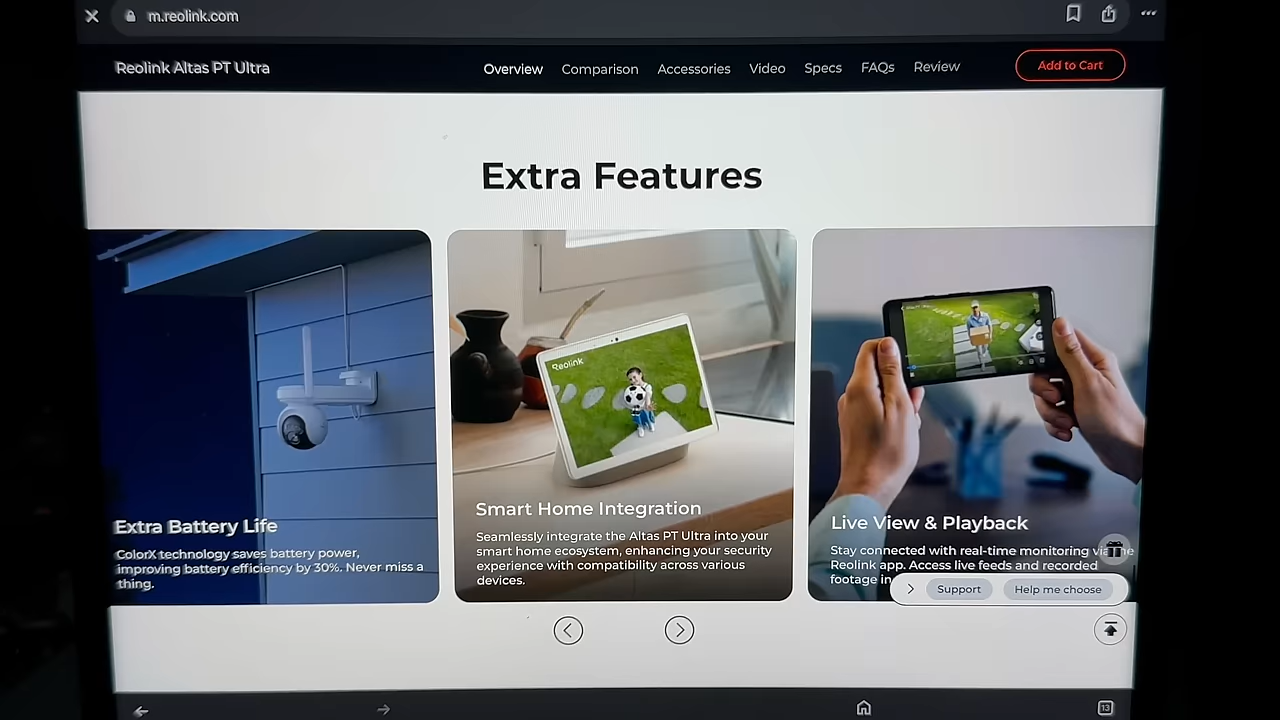 m.reolink.com
Reolink Altas PT Ultra
Overview
Comparison
Accessories
Video
Specs
FAQs
Review
Add to Cart
Extra Features
Extra Battery Life
ColorX technology saves battery power,
improving battery efficiency by 30%. Never miss a
thing.
Reolink
Smart Home Integration
Seamlessly integrate the Altas PT Ultra into your
smart home ecosystem, enhancing your security
experience with compatibility across various
devices.
Live View & Playback
Stay connected with real-time monitoring via the
Reolink app. Access live feeds and recorded
footage in
Support
Help me choose
13